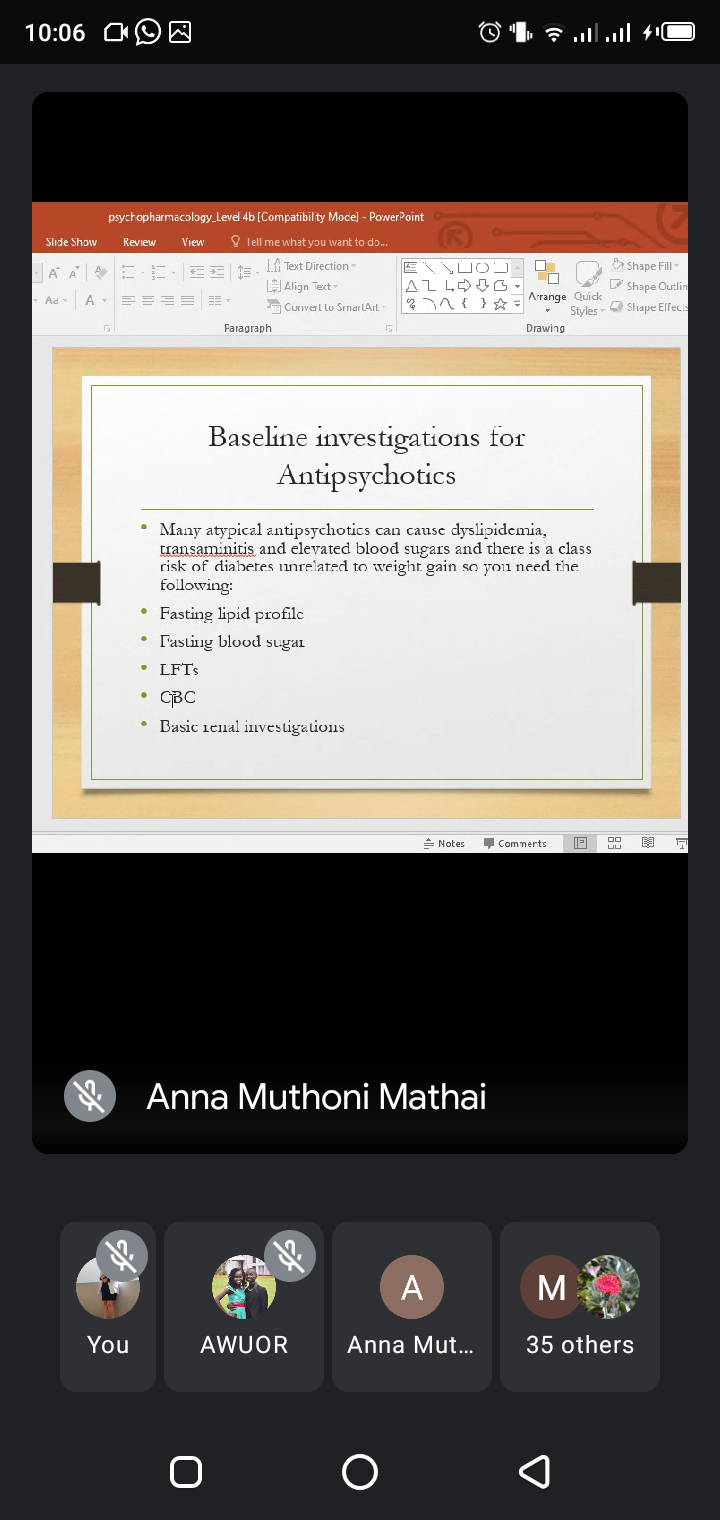 10:06
psychopharmacology_Level 4b [Compatibility Mode] - PowerPoint
Slide Show Review View Tell me what you want to do...
Text Direction
Align Text
Convert to SmartArt
Aa
A
Arrange
Quick Styles
Shape Fill
Shape Outlin
Shape Effects
Paragraph
Drawing
Baseline investigations for
Antipsychotics
• Many atypical antipsychotics can cause dyslipidemia,
transaminitis and elevated blood sugars and there is a class
risk of diabetes unrelated to weight gain so you need the
following:
• Fasting lipid profile
• Fasting blood sugar
• LFTs
• CBC
• Basic renal investigations
Notes Comments
Anna Muthoni Mathai
A M
You AWUOR Anna Mut... 35 others